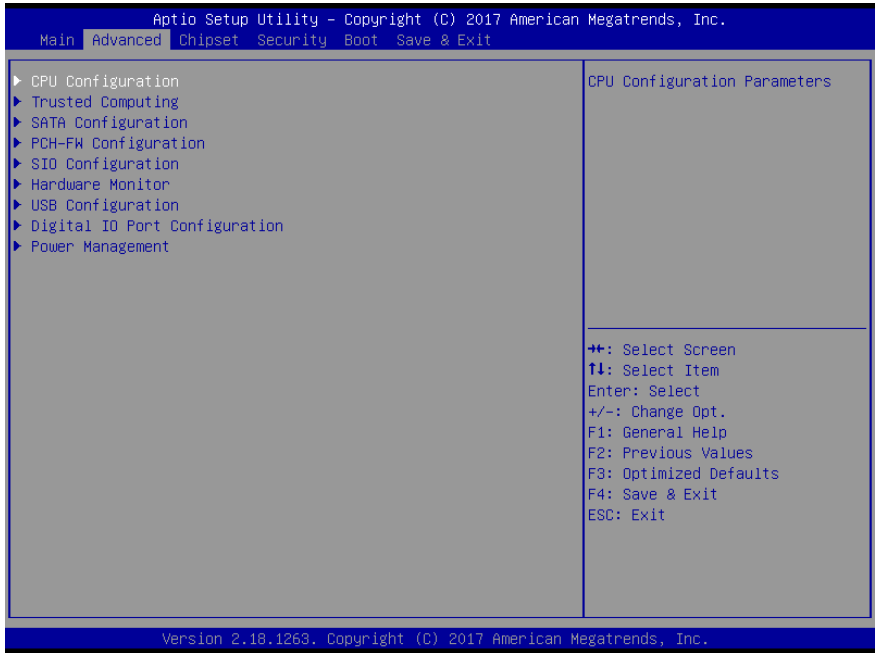 Aptio Setup Utility – Copyright (C) 2017 American Megatrends, Inc.
Main Advanced Chipset Security Boot Save & Exit
CPU Configuration
Trusted Computing
SATA Configuration
PCH-FW Configuration
SIO Configuration
Hardware Monitor
USB Configuration
Digital IO Port Configuration
Power Management
CPU Configuration Parameters
→←: Select Screen
↑↓: Select Item
Enter: Select
+/-: Change Opt.
F1: General Help
F2: Previous Values
F3: Optimized Defaults
F4: Save & Exit
ESC: Exit
Version 2.18.1263. Copyright (C) 2017 American Megatrends, Inc.